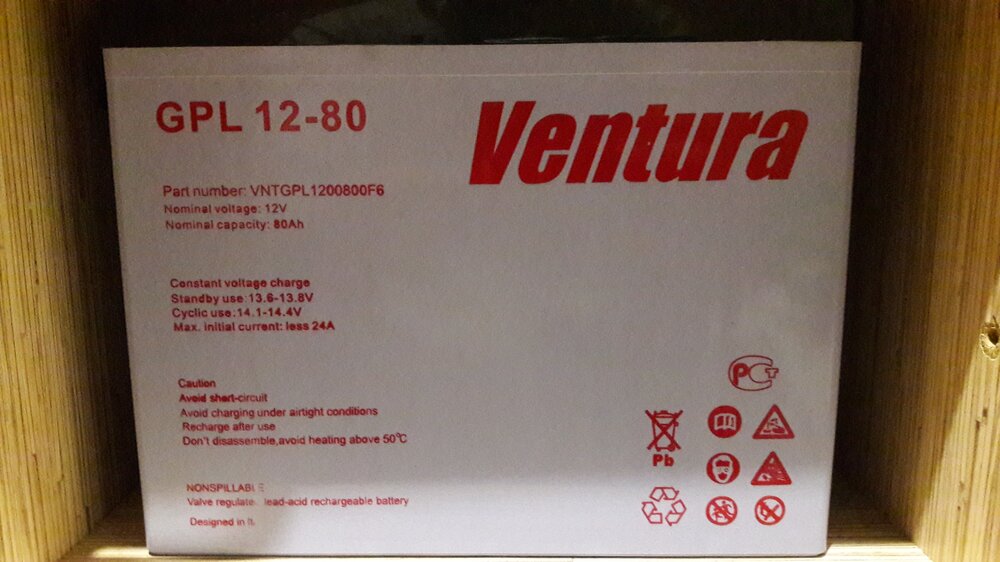 GPL 12-80
Ventura
Part number: VNTGPL1200800F6
Nominal voltage: 12V
Nominal capacity: 80Ah
Constant voltage charge
Standby use:13.6-13.8V
Cyclic use:14.1-14.4V
Max. initial current: less 24A
Caution
Avoid short-circuit
Avoid charging under airtight conditions
Recharge after use
Don't disassemble,avoid heating above 50℃
NONSPILLABLE
Valve regulate lead-acid rechargeable battery
Designed in
РСТ
Pb